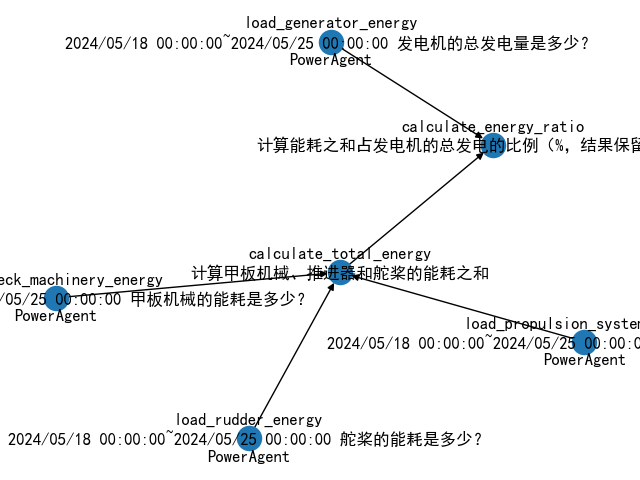 load_generator_energy
2024/05/18 00:00:00~2024/05/25 00:00:00 发电机的总发电量是多少?
PowerAgent
calculate_energy_ratio
计算能耗之和占发电机的总发电的比例（%，结果保留
calculate_total_energy
计算甲板机械、推进器和舵桨的能耗之和
eck_machinery_energy
/05/25 00:00:00 甲板机械的能耗是多少?
PowerAgent
load_propulsion_system
2024/05/18 00:00:00~2024/05/25 00:00:0
PowerAgent
load_rudder_energy
2024/05/18 00:00:00~2024/05/25 00:00:00 舵桨的能耗是多少?
PowerAgent